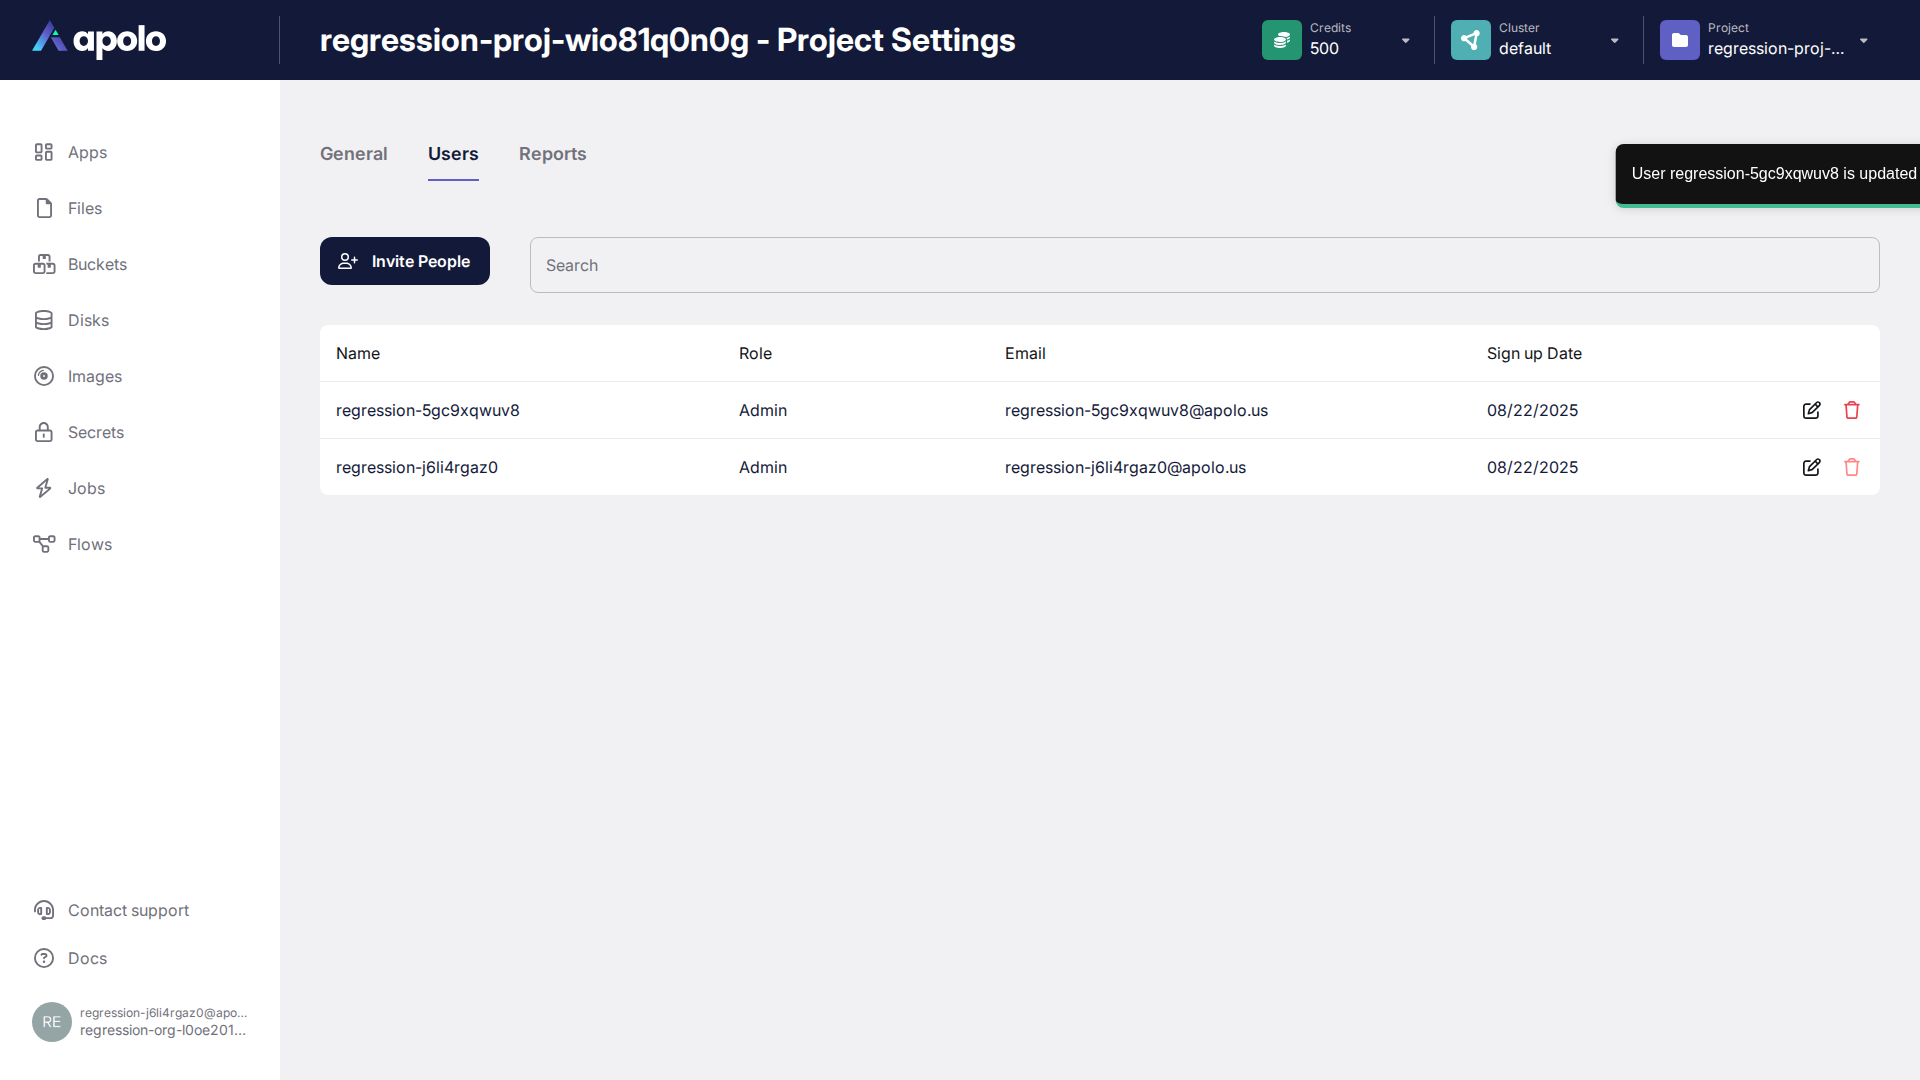 apolo
regression-proj-wio81q0n0g - Project Settings
Credits
500
Cluster
default
Project
regression-proj-...
Apps
Files
Buckets
Disks
Images
Secrets
Jobs
Flows
Contact support
Docs
RE
regression-j6li4rgaz0@apo...
regression-org-l0oe201...
General
Users
Reports
User regression-5gc9xqwuv8 is updated
Invite People
Search
Name
Role
Email
Sign up Date
regression-5gc9xqwuv8
Admin
regression-5gc9xqwuv8@apolo.us
08/22/2025
regression-j6li4rgaz0
Admin
regression-j6li4rgaz0@apolo.us
08/22/2025